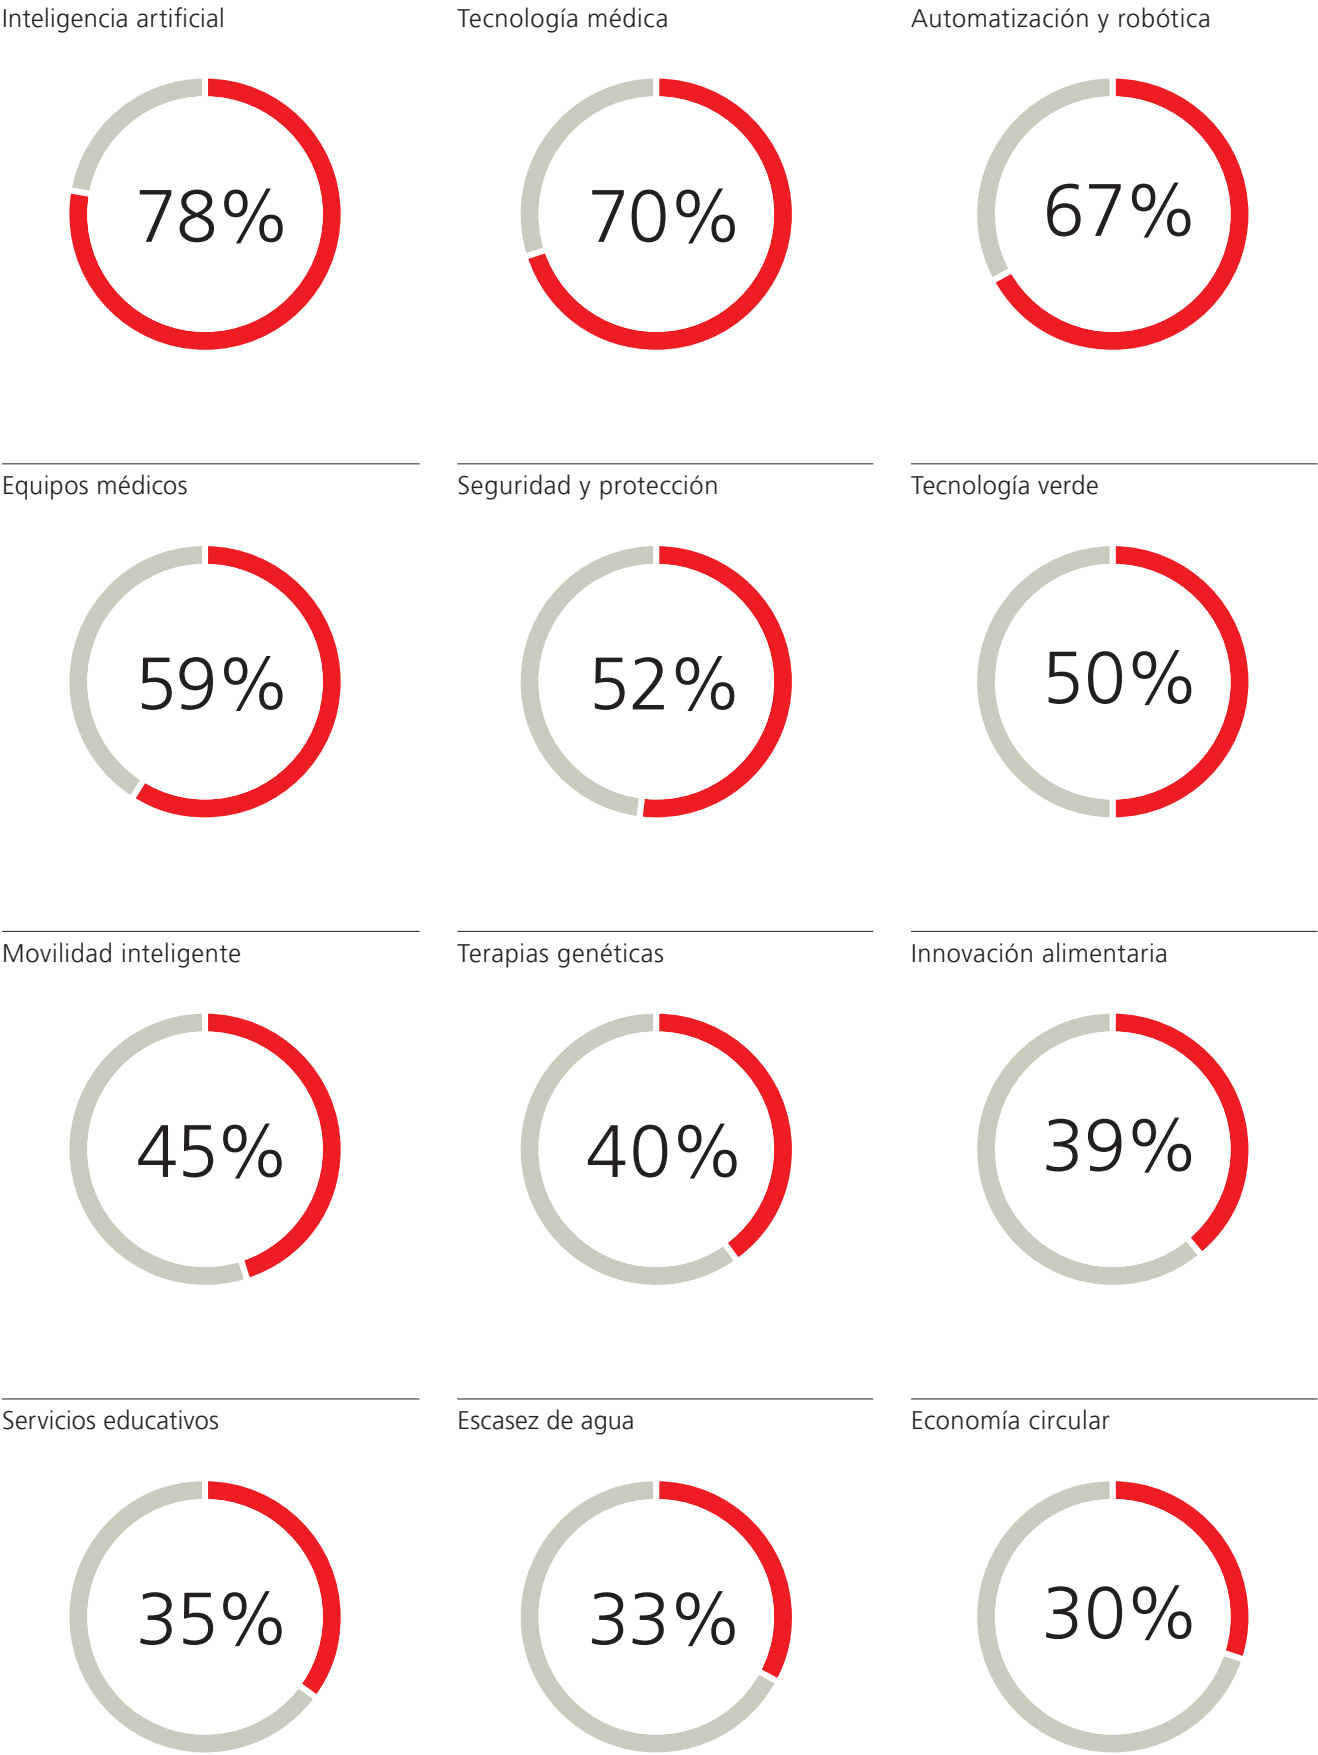 Inteligencia artificial
Tecnología médica
Automatización y robótica
78%
70%
67%
Equipos médicos
Seguridad y protección
Tecnología verde
59%
52%
50%
Movilidad inteligente
Terapias genéticas
Innovación alimentaria
45%
40%
39%
Servicios educativos
Escasez de agua
Economía circular
35%
33%
30%